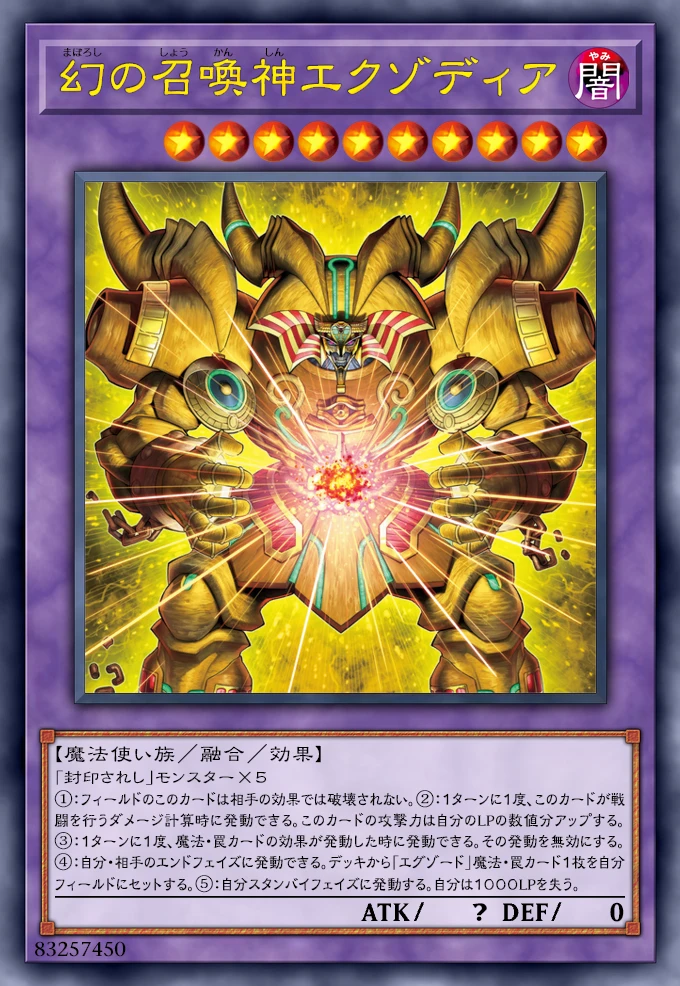 まぼろし しょう かん しん
幻の召喚神エクゾディア
やみ
闇
【魔法使い族／融合／効果】
「封印されし」モンスター×５
①：フィールドのこのカードは相手の効果では破壊されない。②：１ターンに１度、このカードが戦
闘を行うダメージ計算時に発動できる。このカードの攻撃力は自分のLPの数値分アップする。
③：１ターンに１度、魔法・罠カードの効果が発動した時に発動できる。その発動を無効にする。
④：自分・相手のエンドフェイズに発動できる。デッキから「エグゾード」魔法・罠カード１枚を自分
フィールドにセットする。⑤：自分スタンバイフェイズに発動する。自分は１０００LPを失う。
ATK/ ? DEF/ 0
83257450